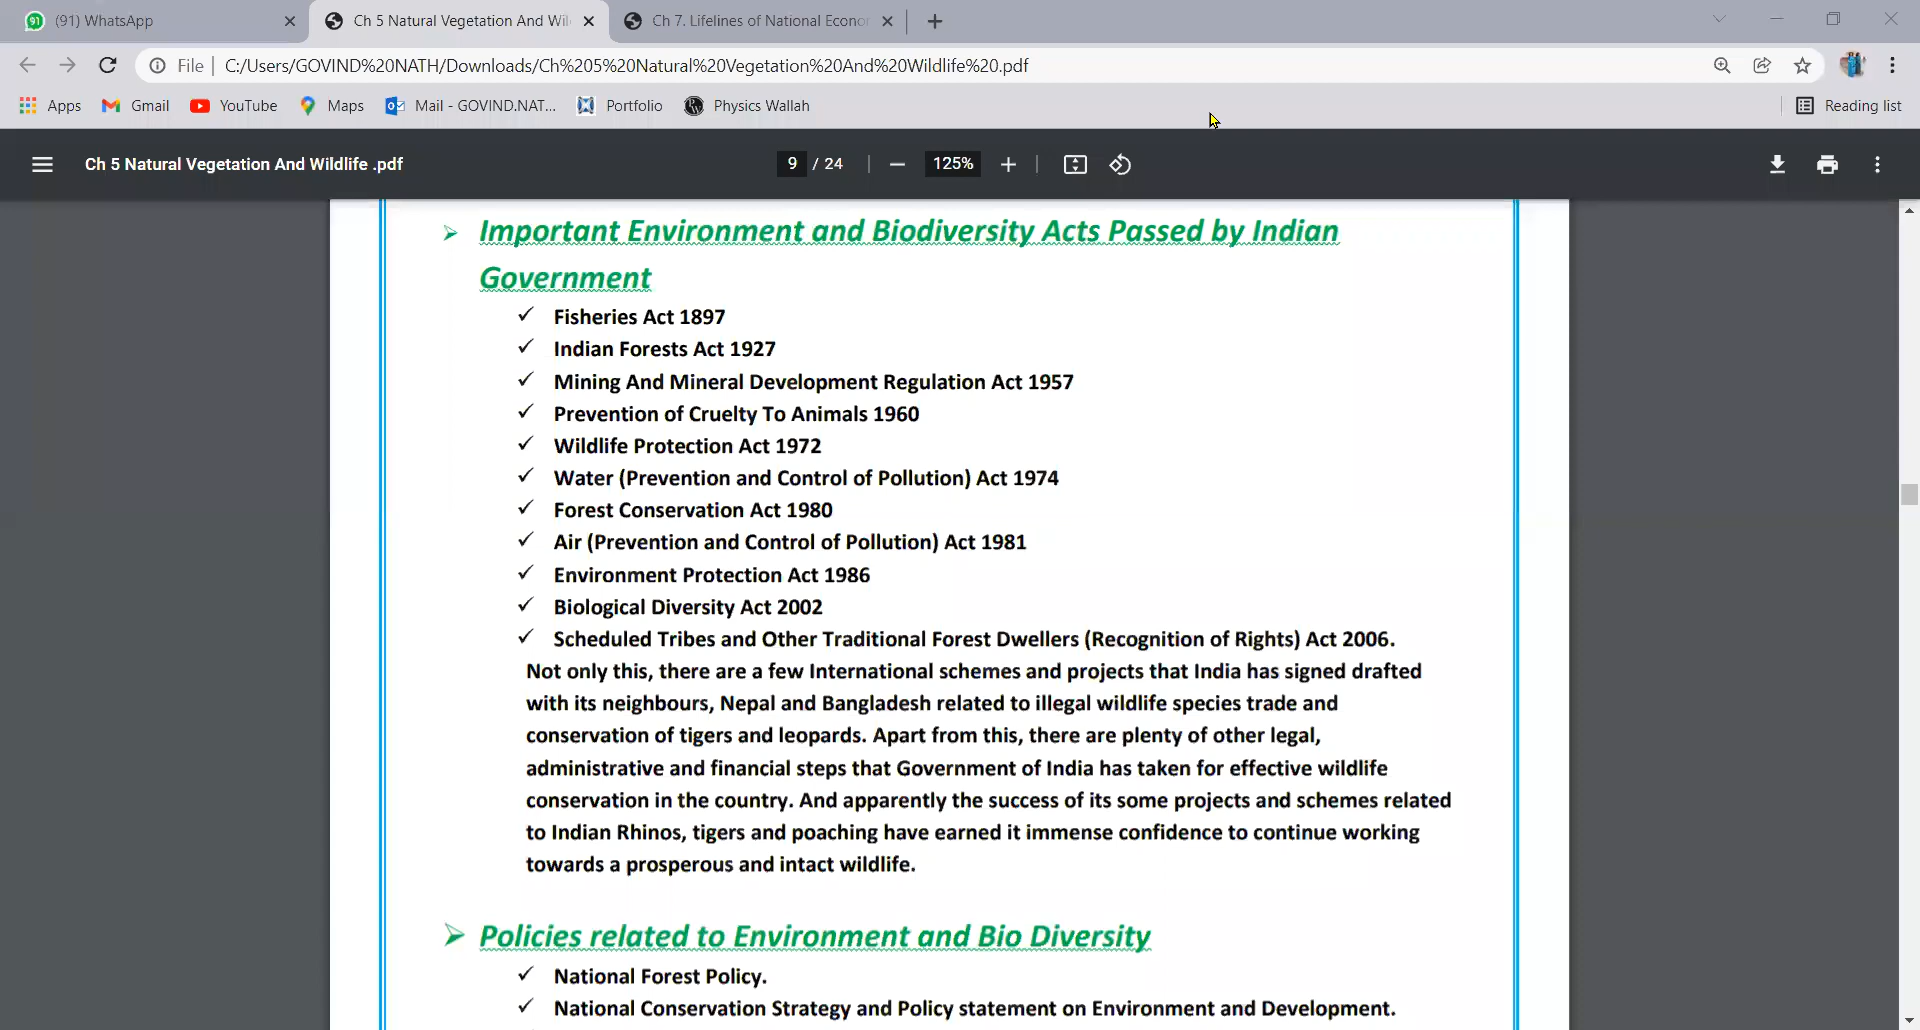 (91) WhatsApp
Ch 5 Natural Vegetation And Wil
Ch 7. Lifelines of National Econo
File | C:/Users/GOVIND%20NATH/Downloads/Ch%205%20Natural%20Vegetation%20And%20Wildlife%20.pdf
Apps Gmail YouTube Maps Mail - GOVIND.NAT... Portfolio Physics Wallah Reading list
Ch 5 Natural Vegetation And Wildlife .pdf 9 / 24 125%
Important Environment and Biodiversity Acts Passed by Indian
Government
Fisheries Act 1897
Indian Forests Act 1927
Mining And Mineral Development Regulation Act 1957
Prevention of Cruelty To Animals 1960
Wildlife Protection Act 1972
Water (Prevention and Control of Pollution) Act 1974
Forest Conservation Act 1980
Air (Prevention and Control of Pollution) Act 1981
Environment Protection Act 1986
Biological Diversity Act 2002
Scheduled Tribes and Other Traditional Forest Dwellers (Recognition of Rights) Act 2006.
Not only this, there are a few International schemes and projects that India has signed drafted
with its neighbours, Nepal and Bangladesh related to illegal wildlife species trade and
conservation of tigers and leopards. Apart from this, there are plenty of other legal,
administrative and financial steps that Government of India has taken for effective wildlife
conservation in the country. And apparently the success of its some projects and schemes related
to Indian Rhinos, tigers and poaching have earned it immense confidence to continue working
towards a prosperous and intact wildlife.
Policies related to Environment and Bio Diversity
National Forest Policy.
National Conservation Strategy and Policy statement on Environment and Development.